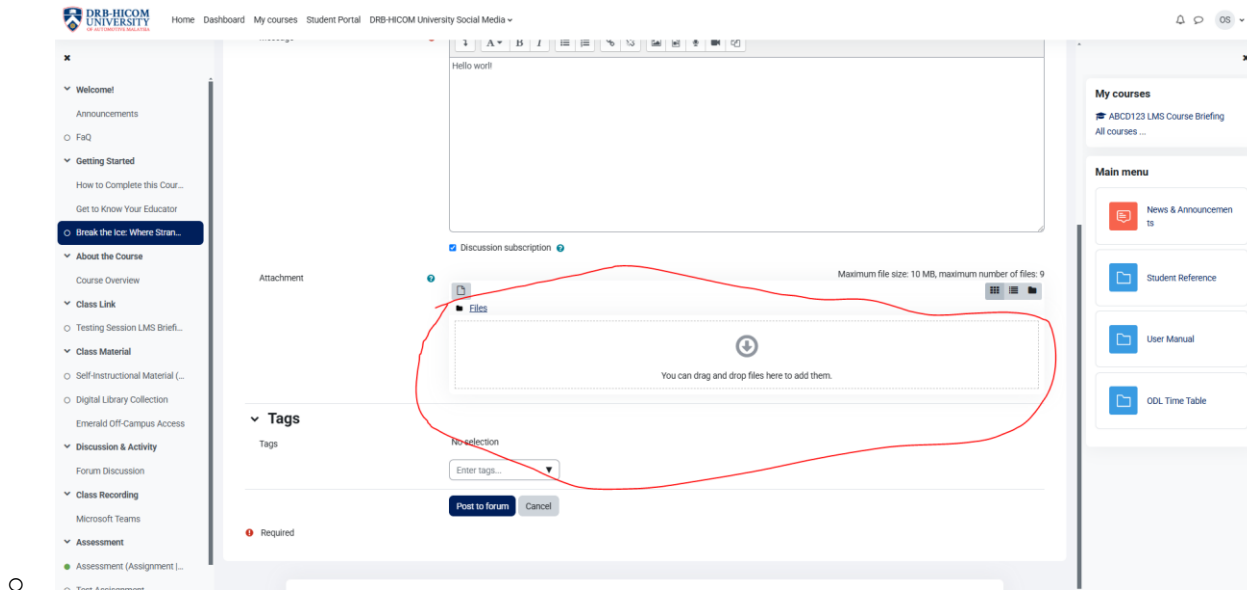 DRB-HICOM
UNIVERSITY
OF AUTOMOTIVE MALAYSIA
Home Dashboard My courses Student Portal DRB-HICOM University Social Media
OS
Welcome!
Announcements
FaQ
Getting Started
How to Complete this Cour...
Get to Know Your Educator
Break the Ice: Where Stran...
About the Course
Course Overview
Class Link
Testing Session LMS Briefi...
Class Material
Self-Instructional Material (...
Digital Library Collection
Emerald Off-Campus Access
Discussion & Activity
Forum Discussion
Class Recording
Microsoft Teams
Assessment
Assessment (Assignment |...
Hello worl!
Discussion subscription
Attachment
Maximum file size: 10 MB, maximum number of files: 9
Files
You can drag and drop files here to add them.
Tags
Tags
No selection
Enter tags...
Post to forum Cancel
Required
My courses
ABCD123 LMS Course Briefing
All courses ...
Main menu
News & Announcemen
ts
Student Reference
User Manual
ODL Time Table